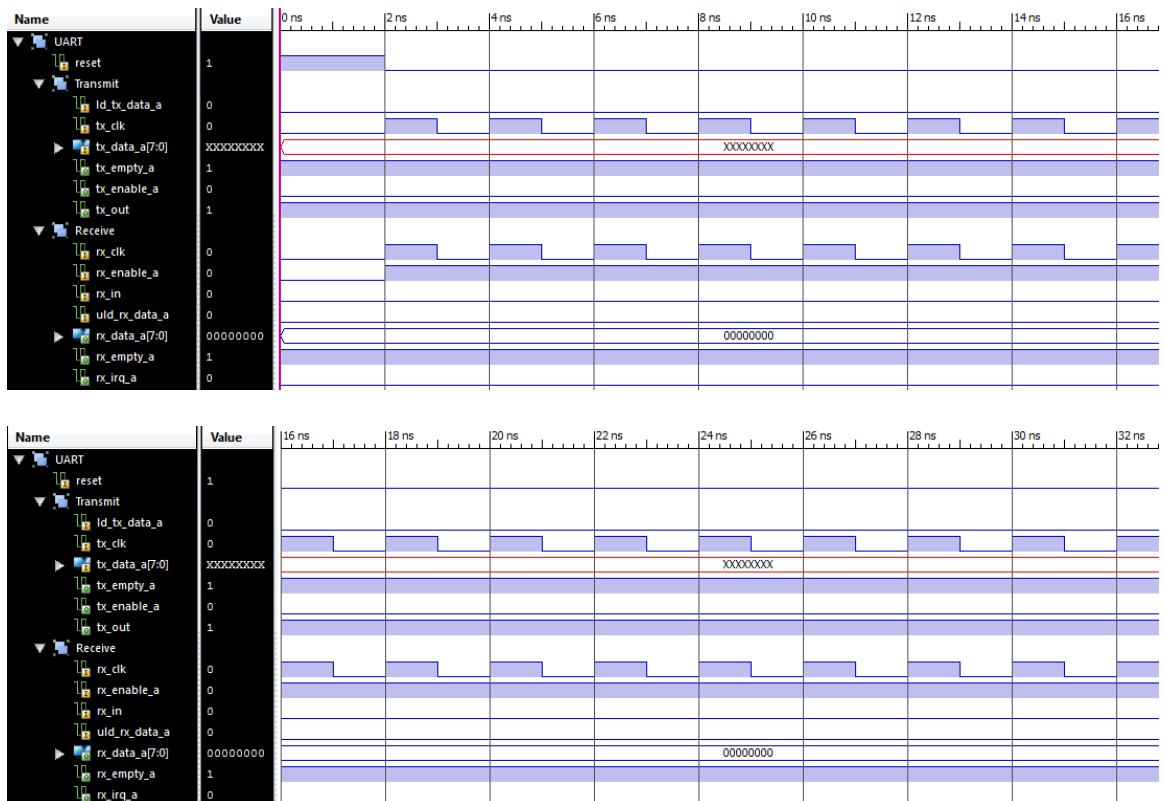 Name Value 0 ns 2 ns 4 ns 6 ns 8 ns 10 ns 12 ns 14 ns 16 ns
UART
reset 1
Transmit
ld_tx_data_a 0
tx_clk 0
tx_data_a[7:0] XXXXXXXX XXXXXXXX
tx_empty_a 1
tx_enable_a 0
tx_out 1
Receive
rx_clk 0
rx_enable_a 0
rx_in 0
uld_rx_data_a 0
rx_data_a[7:0] 00000000 00000000
rx_empty_a 1
rx_irq_a 0
Name Value 16 ns 18 ns 20 ns 22 ns 24 ns 26 ns 28 ns 30 ns 32 ns
UART
reset 1
Transmit
ld_tx_data_a 0
tx_clk 0
tx_data_a[7:0] XXXXXXXX XXXXXXXX
tx_empty_a 1
tx_enable_a 0
tx_out 1
Receive
rx_clk 0
rx_enable_a 0
rx_in 0
uld_rx_data_a 0
rx_data_a[7:0] 00000000 00000000
rx_empty_a 1
rx_irq_a 0